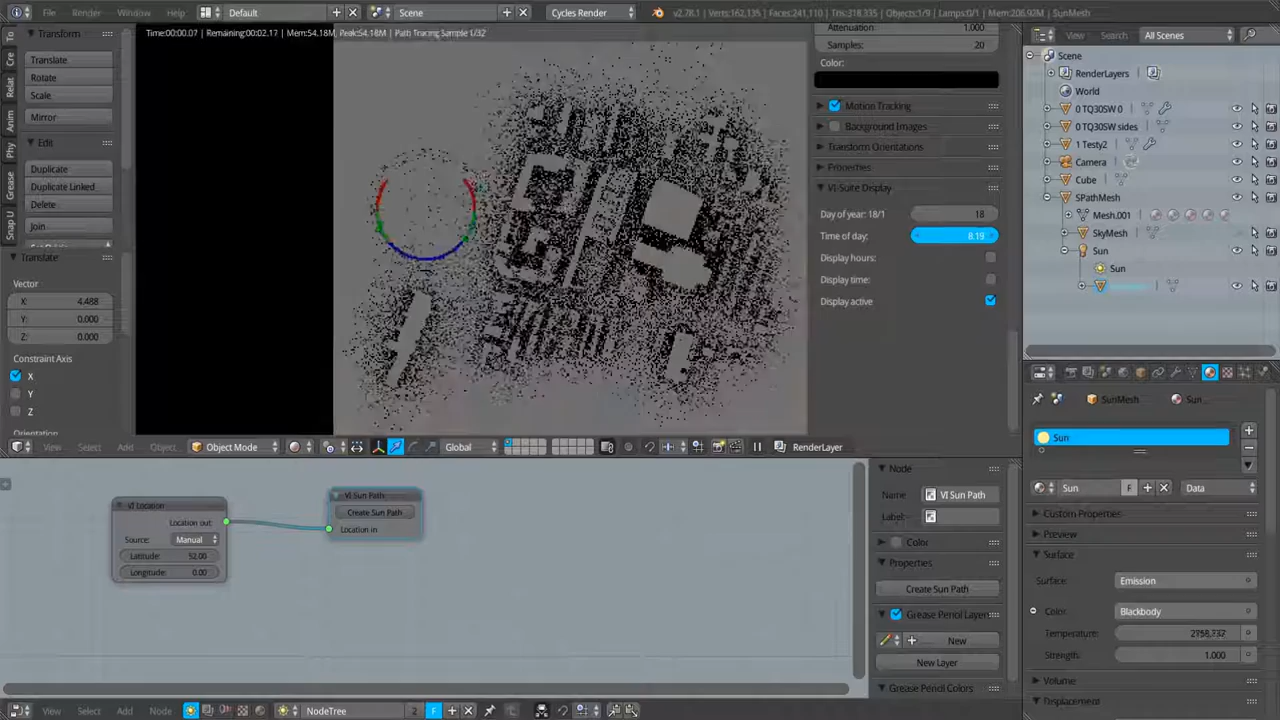 File Render Window Help Default Scene Cycles Render v2.78.1 | Verts:162,135 | Faces:241,110 | Tris:318,335 | Objects:1/9 | Lamps:0/1 | Mem:206.92M | SunMesh
Time:00:00.07 | Remaining:00:02.17 | Mem:54.18M, Peak:54.18M | Path Tracing Sample 1/32
To
Cre
Relat
Anim
Phy
Grease
Snap U
Transform
Translate
Rotate
Scale
Mirror
Edit
Duplicate
Duplicate Linked
Delete
Join
Translate
Vector
X: 4.488
Y: 0.000
Z: 0.000
Constraint Axis
X
Y
Z
Orientation
Attenuation: 1.000
Samples: 20
Color:
Motion Tracking
Background Images
Transform Orientations
Properties
VI-Suite Display
Day of year: 18/1 18
Time of day: 8.19
Display hours:
Display time:
Display active
View Search All Scenes
Scene
RenderLayers
World
0 TQ30SW 0
0 TQ30SW sides
1 Testy2
Camera
Cube
SPathMesh
Mesh.001
SkyMesh
Sun
Sun
View Select Add Object Object Mode Global RenderLayer
SunMesh Sun
Sun
Sun F Data
Custom Properties
Preview
Surface
Surface: Emission
Color: Blackbody
Temperature: 2758.737
Strength: 1.000
Volume
Displacement
VI Location
Location out
Source: Manual
Latitude: 52.00
Longitude: 0.00
VI Sun Path
Create Sun Path
Location in
Node
Name VI Sun Path
Label:
Color
Properties
Create Sun Path
Grease Pencil Layers
New
New Layer
Grease Pencil Colors
View Select Add Node NodeTree 2 F